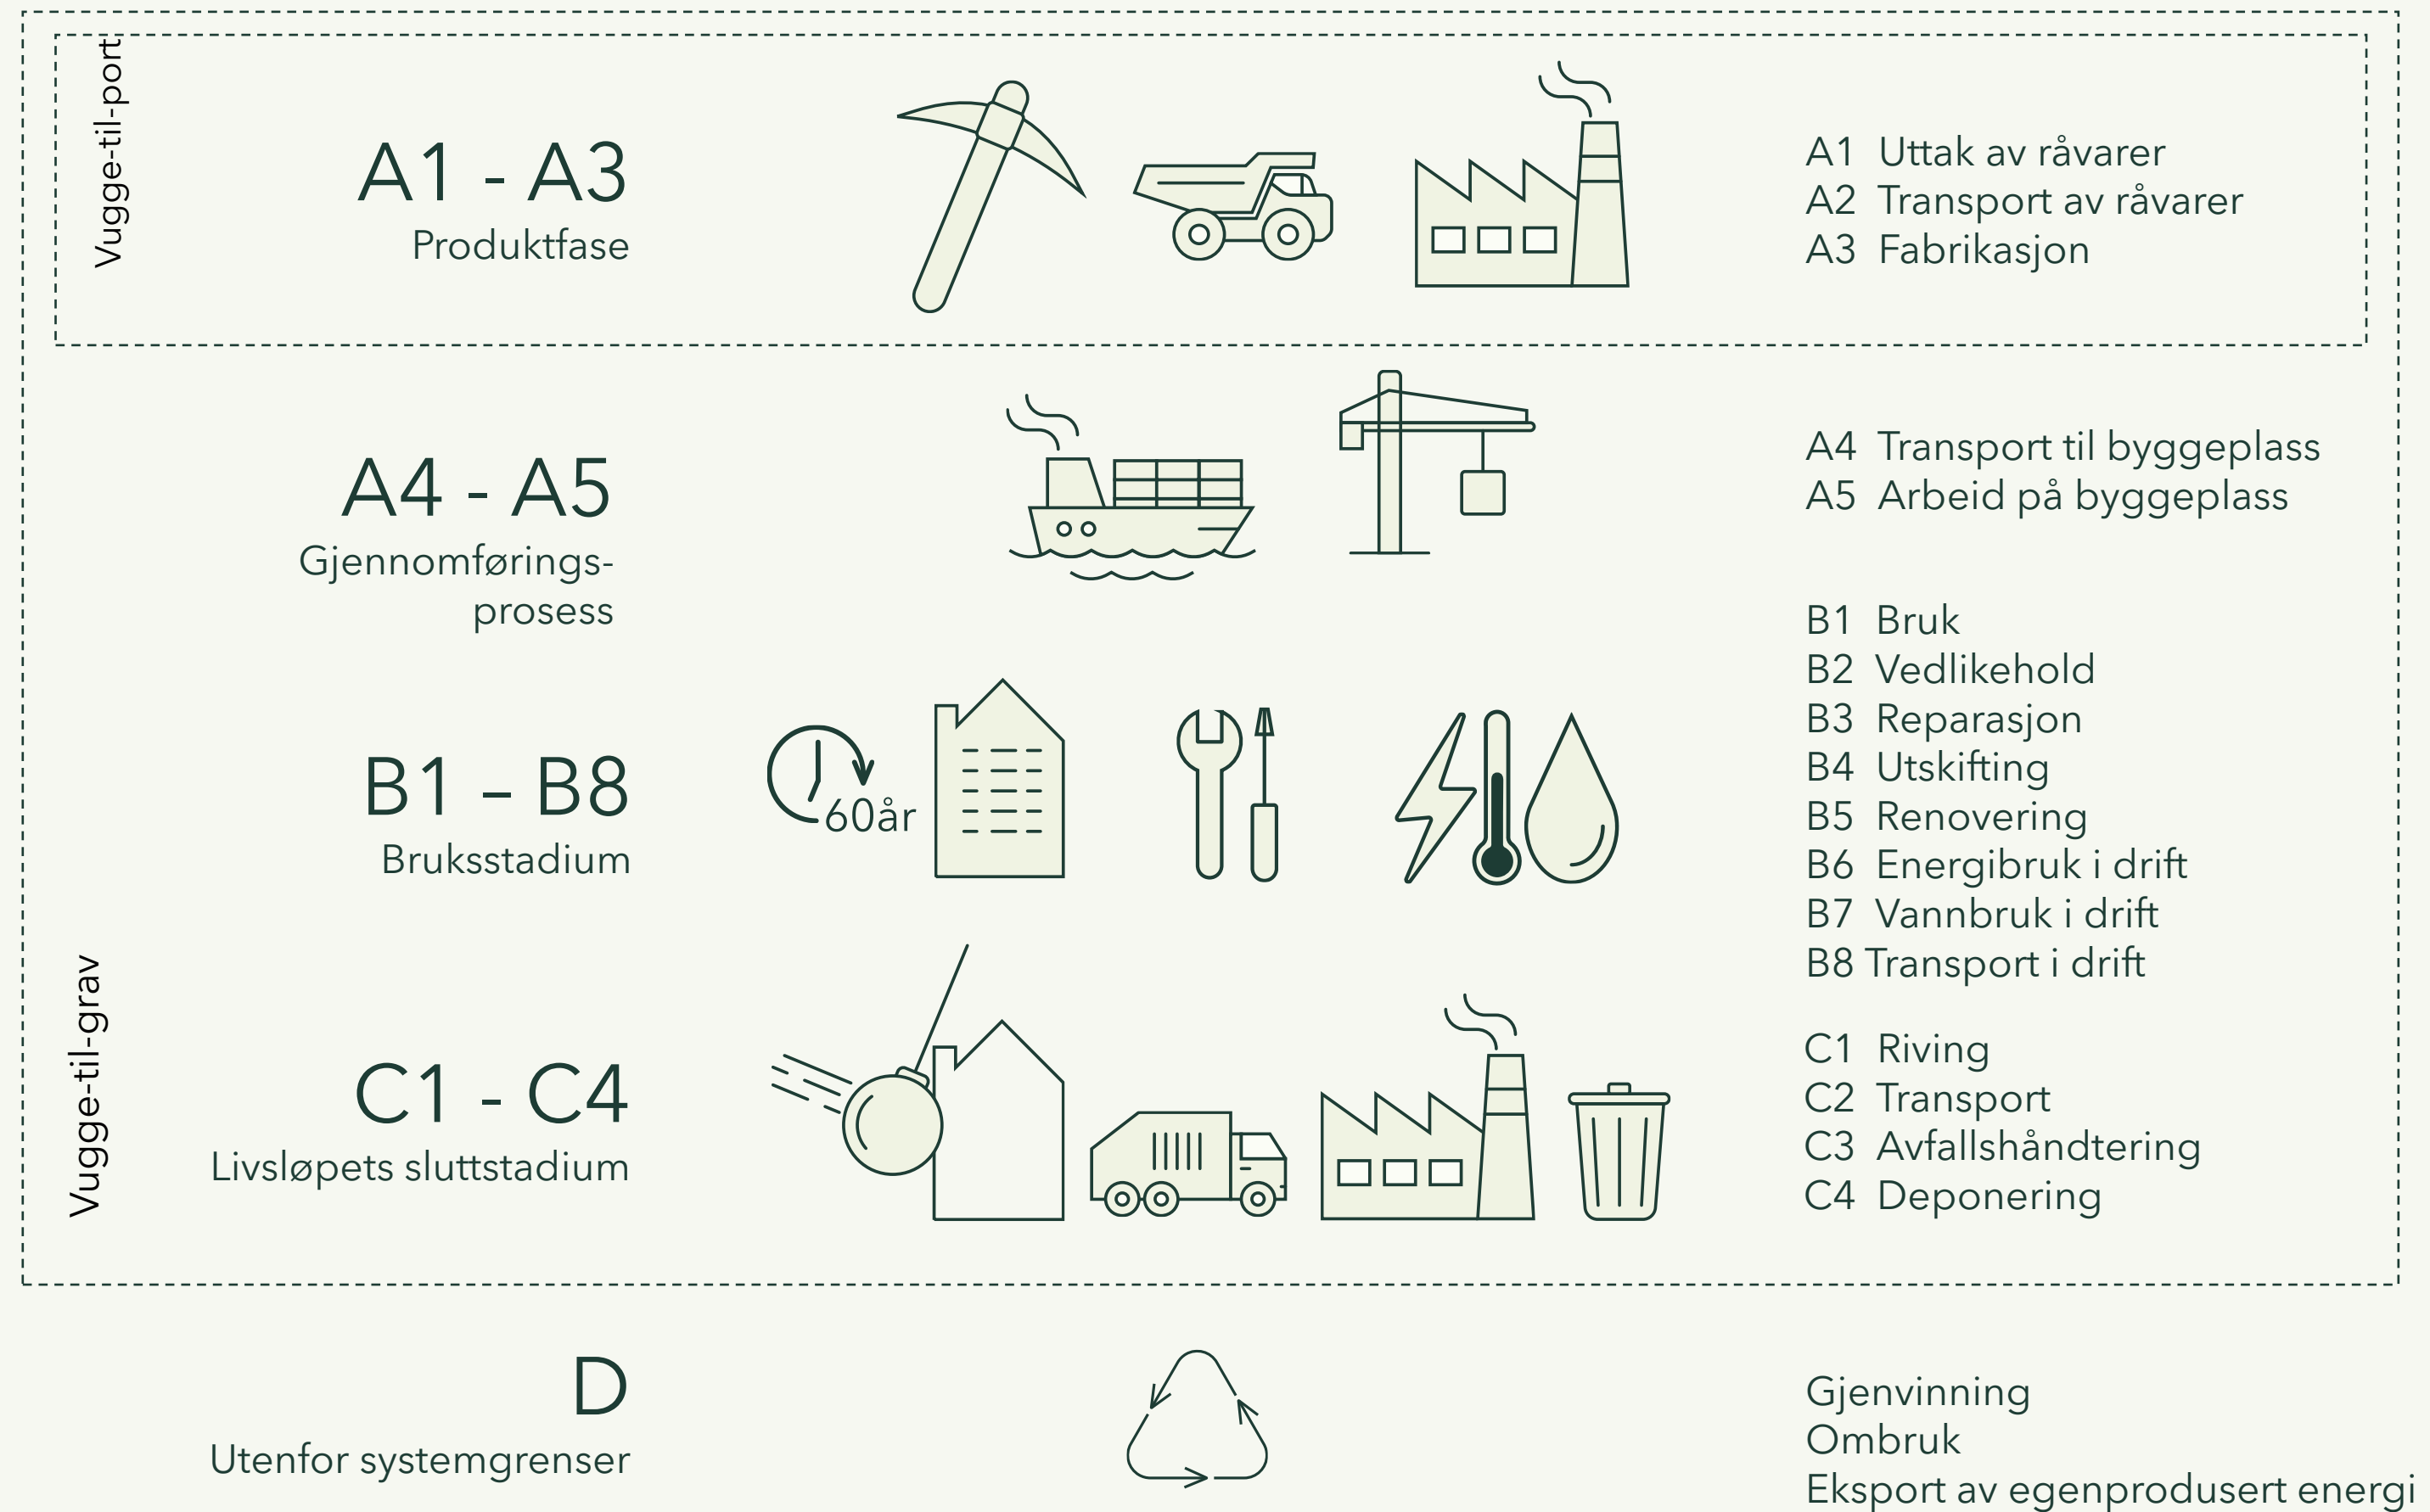 Vugge-til-port
A1 - A3
Produktfase
A1 Uttak av råvarer
A2 Transport av råvarer
A3 Fabrikasjon
A4 - A5
Gjennomførings-
prosess
A4 Transport til byggeplass
A5 Arbeid på byggeplass
B1 – B8
Bruksstadium
60år
B1 Bruk
B2 Vedlikehold
B3 Reparasjon
B4 Utskifting
B5 Renovering
B6 Energibruk i drift
B7 Vannbruk i drift
B8 Transport i drift
Vugge-til-grav
C1 - C4
Livsløpets sluttstadium
C1 Riving
C2 Transport
C3 Avfallshåndtering
C4 Deponering
D
Utenfor systemgrenser
Gjenvinning
Ombruk
Eksport av egenprodusert energi